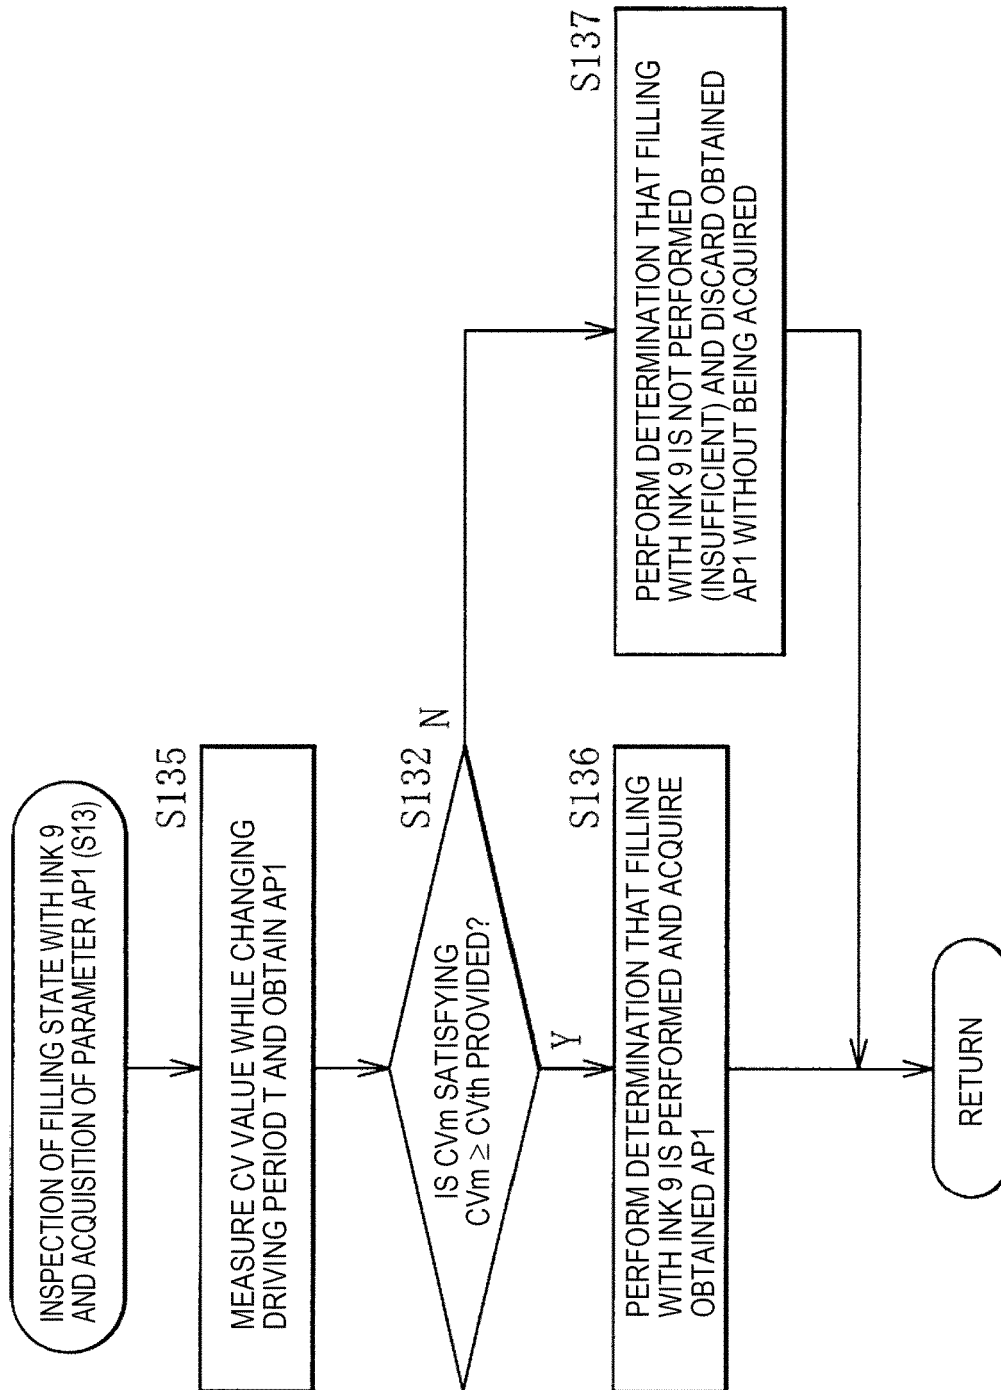 INSPECTION OF FILLING STATE WITH INK 9
AND ACQUISITION OF PARAMETER AP1 (S13)
S135
MEASURE CV VALUE WHILE CHANGING
DRIVING PERIOD T AND OBTAIN AP1
S132
IS CVm SATISFYING
CVm ≥ CVth PROVIDED?
N
Y
S136
PERFORM DETERMINATION THAT FILLING
WITH INK 9 IS PERFORMED AND ACQUIRE
OBTAINED AP1
S137
PERFORM DETERMINATION THAT FILLING
WITH INK 9 IS NOT PERFORMED
(INSUFFICIENT) AND DISCARD OBTAINED
AP1 WITHOUT BEING ACQUIRED
RETURN